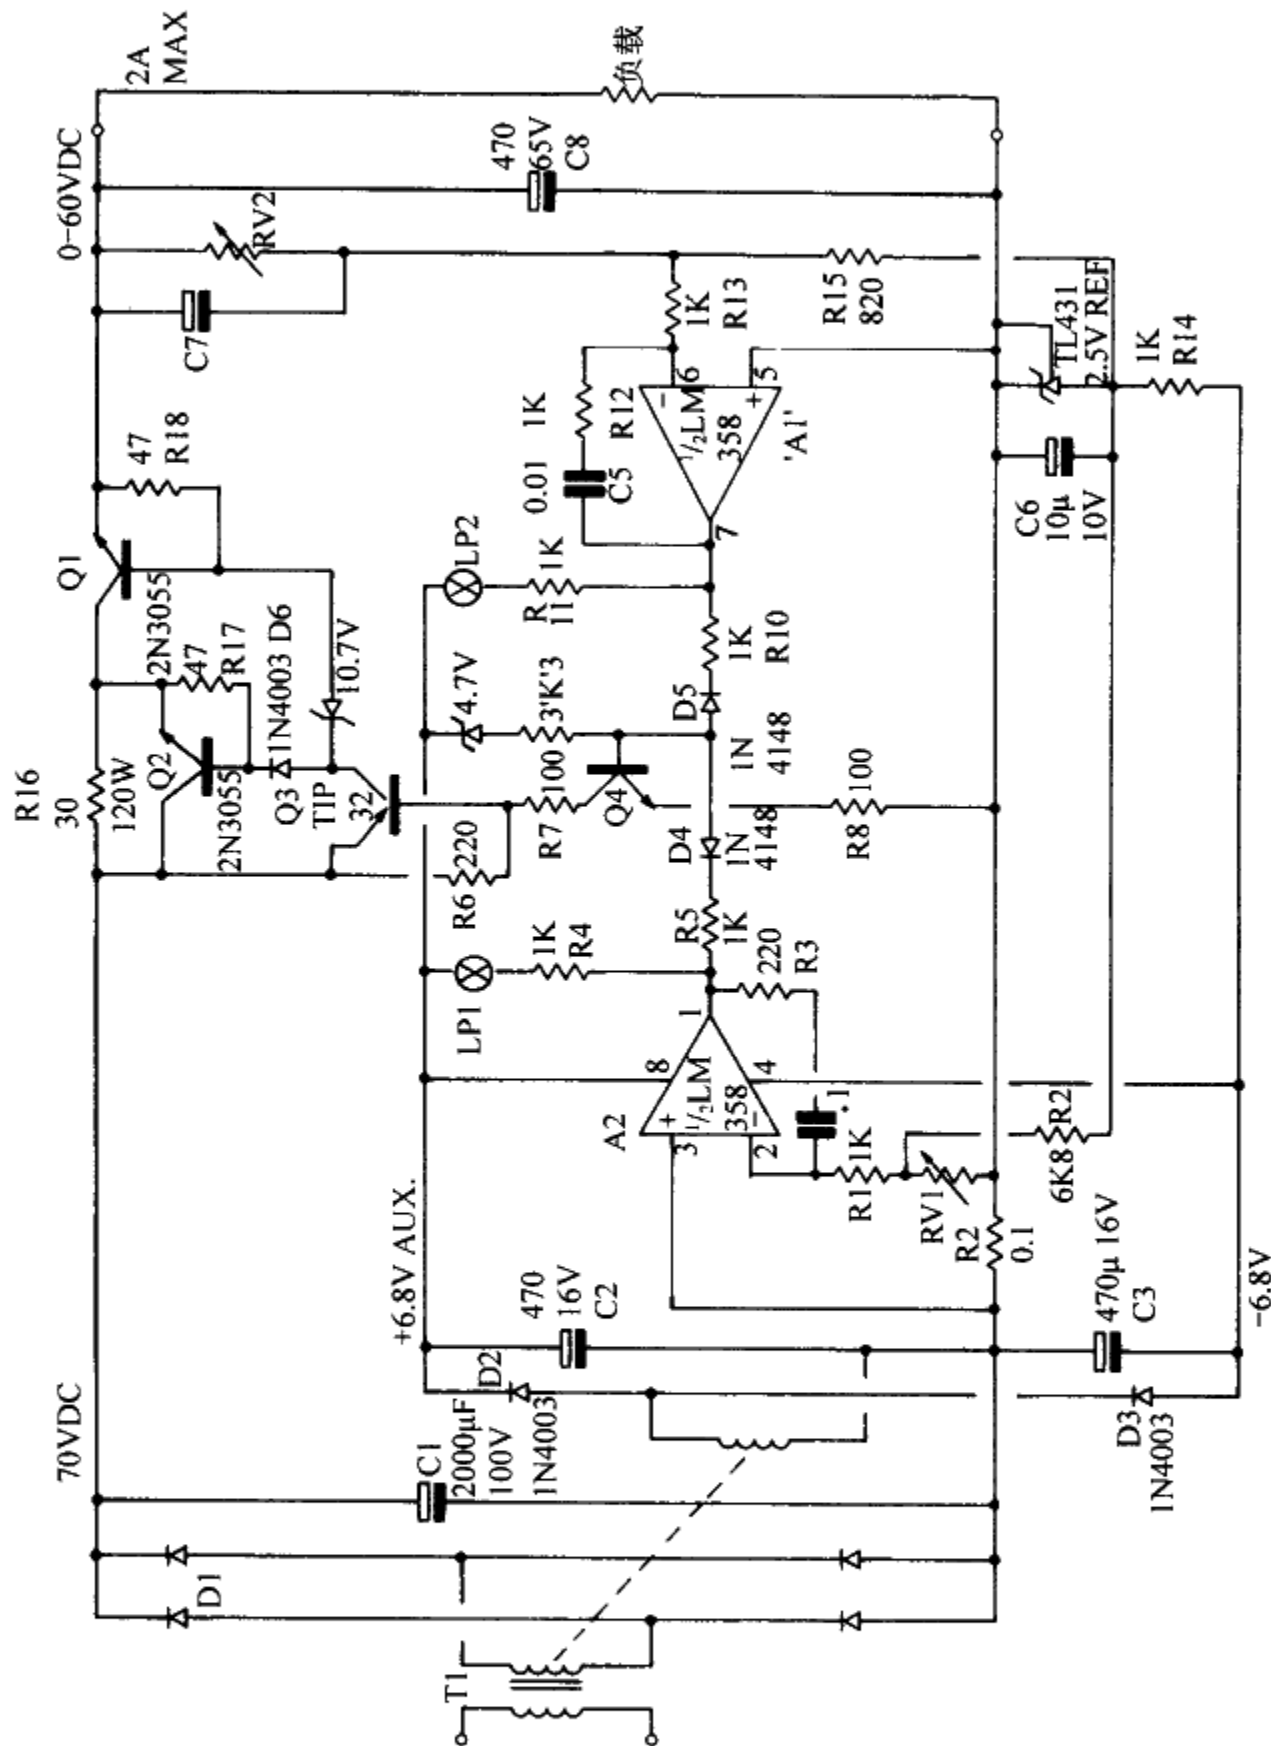 70VDC
R16
30
120W
Q1
0-60VDC
2A
MAX
D1
2N3055
47
R17
Q2
2N3055
1N4003 D6
Q3
TIP
32
10.7V
47
R18
C7
RV2
+6.8V AUX.
C1
2000μF
100V
D2
1N4003
470
16V
C2
LP1
1K
R4
R6
220
R7
100
3'K'3
4.7V
LP2
R
11
1K
0.01
C5
1K
R12
470
65V
C8
负载
T1
A2
3
+
1/2LM
358
2
−
8
4
1
R5
1K
D4
1N
4148
Q4
D5
1N
4148
1K
R10
7
1/2LM
358
−
6
+
5
'A1'
1K
R13
220
R3
.1
R1
1K
RV1
R2
0.1
6K8
R2
R8
100
R15
820
470μ 16V
C3
D3
1N4003
C6
10μ
10V
TL431
2.5V REF
1K
R14
−6.8V